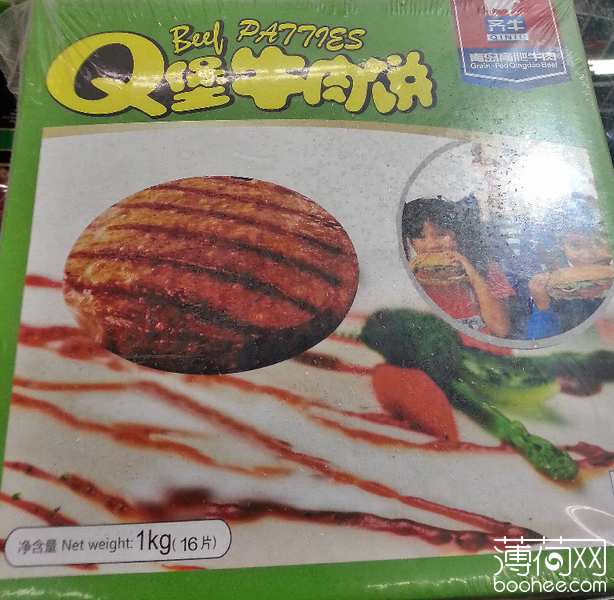 Beef PATTIES
Q堡牛肉饼
齐牛
QINIU
青岛膏肥牛肉
Grain-Fed Qingdao Beef
净含量 Net weight: 1kg(16片)
薄荷网
boohee.com